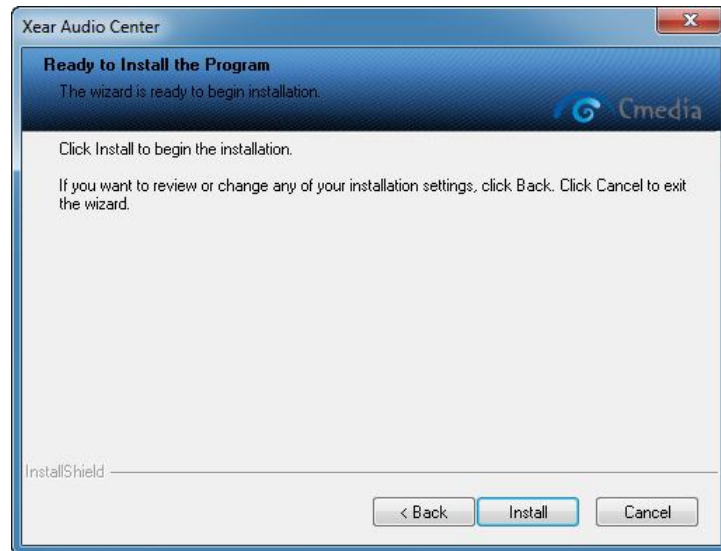 Xear Audio Center
Ready to Install the Program
The wizard is ready to begin installation.
Cmedia
Click Install to begin the installation.
If you want to review or change any of your installation settings, click Back. Click Cancel to exit
the wizard.
InstallShield
< Back
Install
Cancel